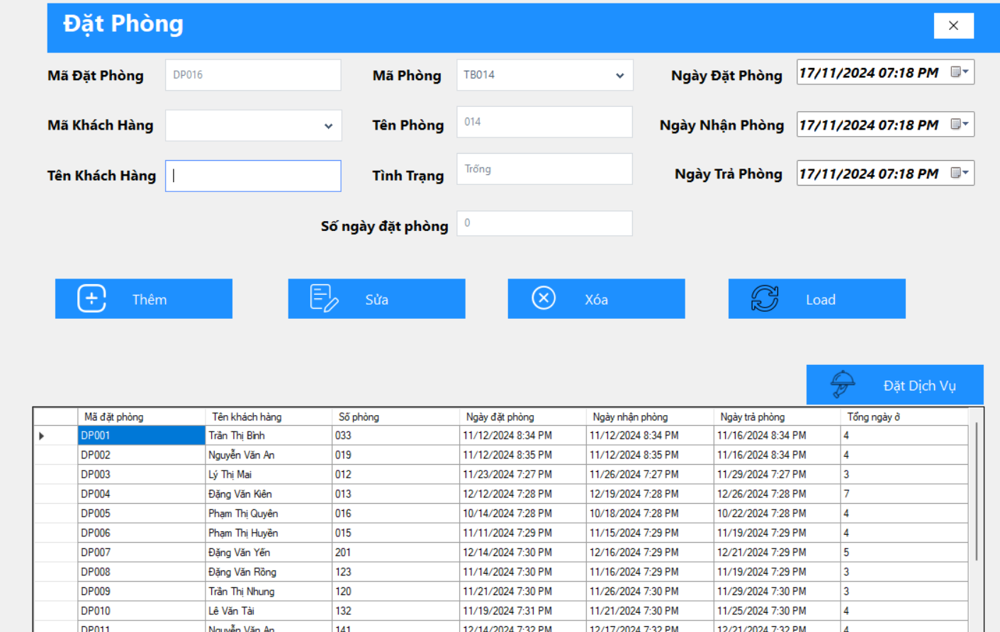 Đặt Phòng
Mã Đặt Phòng DP016 Mã Phòng TB014 Ngày Đặt Phòng 17/11/2024 07:18 PM
Mã Khách Hàng Tên Phòng 014 Ngày Nhận Phòng 17/11/2024 07:18 PM
Tên Khách Hàng Tình Trạng Trống Ngày Trả Phòng 17/11/2024 07:18 PM
Số ngày đặt phòng 0
Thêm Sửa Xóa Load
Đặt Dịch Vụ
Mã đặt phòng Tên khách hàng Số phòng Ngày đặt phòng Ngày nhận phòng Ngày trả phòng Tổng ngày ở
DP001 Trần Thị Bình 033 11/12/2024 8:34 PM 11/12/2024 8:34 PM 11/16/2024 8:34 PM 4
DP002 Nguyễn Văn An 019 11/12/2024 8:35 PM 11/12/2024 8:35 PM 11/16/2024 8:34 PM 4
DP003 Lý Thị Mai 012 11/23/2024 7:27 PM 11/26/2024 7:27 PM 11/29/2024 7:27 PM 3
DP004 Đặng Văn Kiên 013 12/12/2024 7:28 PM 12/19/2024 7:28 PM 12/26/2024 7:28 PM 7
DP005 Phạm Thị Quyên 016 10/14/2024 7:28 PM 10/18/2024 7:28 PM 10/22/2024 7:28 PM 4
DP006 Phạm Thị Huyền 015 11/11/2024 7:29 PM 11/15/2024 7:29 PM 11/19/2024 7:29 PM 4
DP007 Đặng Văn Yến 201 12/14/2024 7:30 PM 12/16/2024 7:29 PM 12/21/2024 7:29 PM 5
DP008 Đặng Văn Rồng 123 11/14/2024 7:30 PM 11/16/2024 7:29 PM 11/19/2024 7:29 PM 3
DP009 Trần Thị Nhung 120 11/21/2024 7:30 PM 11/26/2024 7:30 PM 11/29/2024 7:30 PM 3
DP010 Lê Văn Tài 132 11/19/2024 7:31 PM 11/21/2024 7:30 PM 11/25/2024 7:30 PM 4
DP011 Nguyễn Văn An 141 12/14/2024 7:32 PM 12/17/2024 7:32 PM 12/21/2024 7:32 PM 4